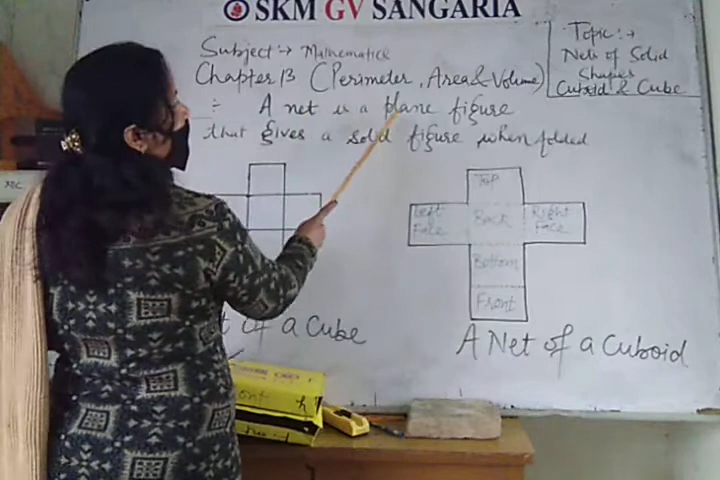 SKM GV SANGARIA
Subject :→ Mathematics
Topic :→
Nets of Solid
Shapes
Cuboid & Cube
Chapter 13 (Perimeter, Area & Volume)
÷ A net is a plane figure
that gives a solid figure when folded
Top
Left Face
Back
Right Face
Bottom
Front
of a Cube
A Net of a Cuboid